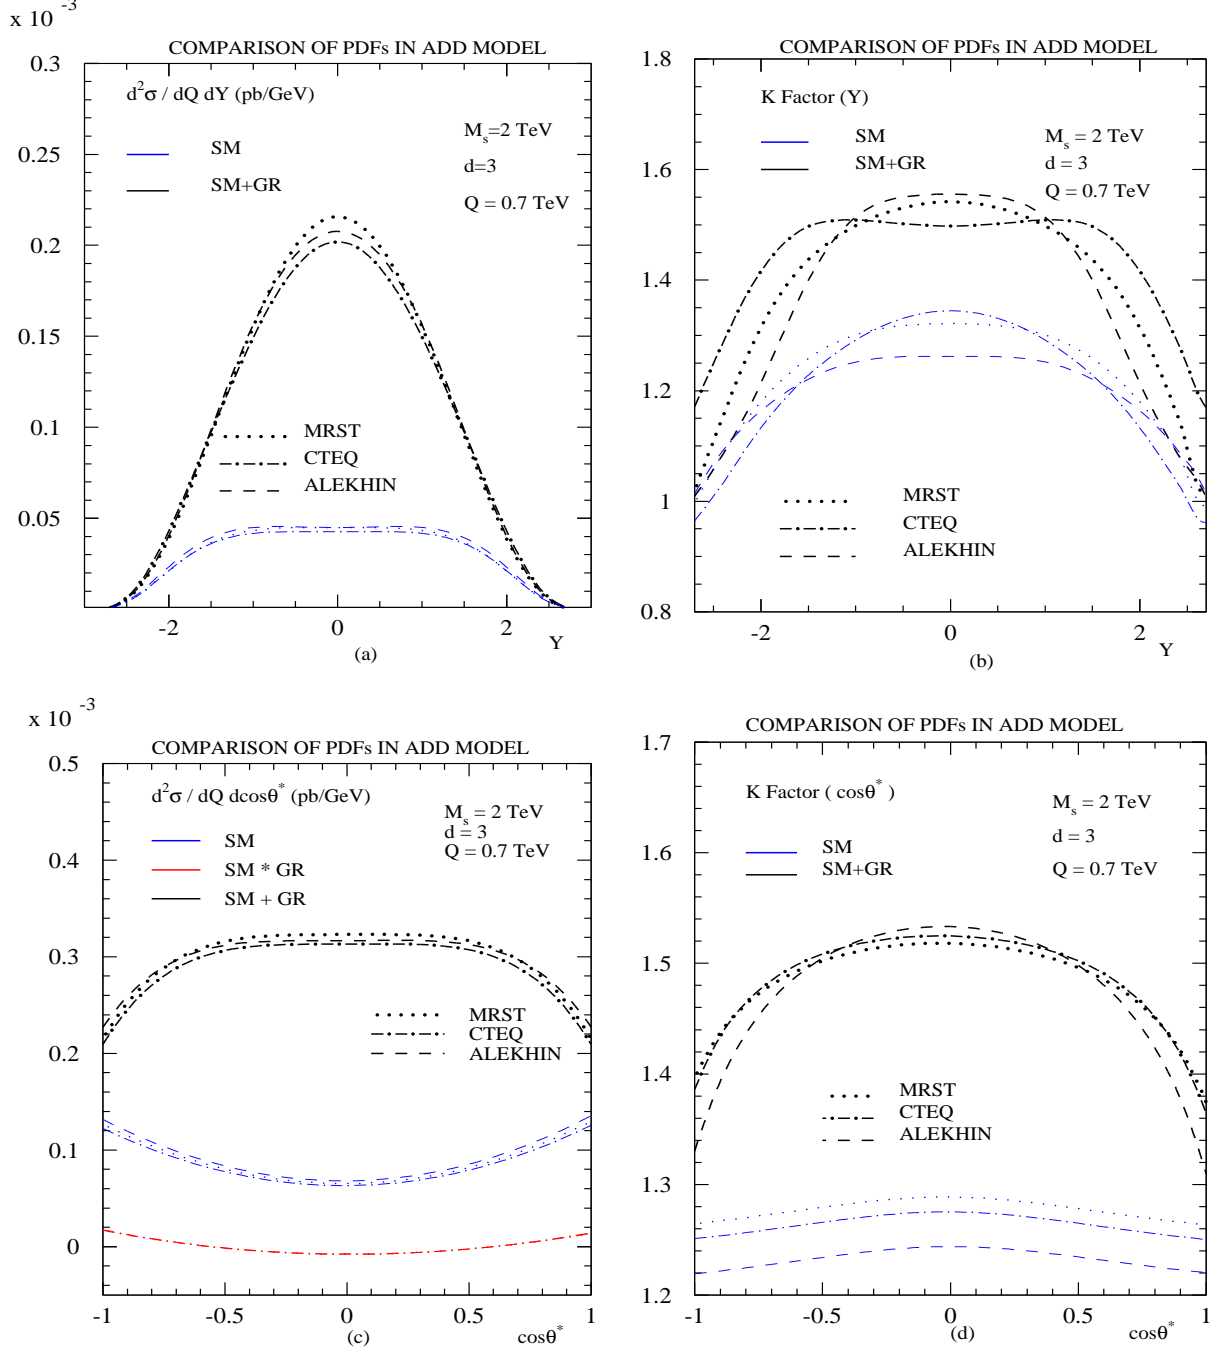 x 10 -3
COMPARISON OF PDFs IN ADD MODEL
0.3
0.25
0.2
0.15
0.1
0.05
d²σ / dQ dY (pb/GeV)
SM
SM+GR
M_s=2 TeV
d=3
Q = 0.7 TeV
MRST
CTEQ
ALEKHIN
-2
0
2
Y
(a)
COMPARISON OF PDFs IN ADD MODEL
1.8
1.6
1.4
1.2
1
0.8
K Factor (Y)
SM
SM+GR
M_s = 2 TeV
d = 3
Q = 0.7 TeV
MRST
CTEQ
ALEKHIN
-2
0
2
Y
(b)
x 10 -3
COMPARISON OF PDFs IN ADD MODEL
0.5
0.4
0.3
0.2
0.1
0
d²σ / dQ dcosθ* (pb/GeV)
SM
SM * GR
SM + GR
M_s = 2 TeV
d = 3
Q = 0.7 TeV
MRST
CTEQ
ALEKHIN
-1
-0.5
0
0.5
1
cosθ*
(c)
COMPARISON OF PDFs IN ADD MODEL
1.7
1.6
1.5
1.4
1.3
1.2
K Factor ( cosθ* )
SM
SM+GR
M_s = 2 TeV
d = 3
Q = 0.7 TeV
MRST
CTEQ
ALEKHIN
-1
-0.5
0
0.5
1
cosθ*
(d)